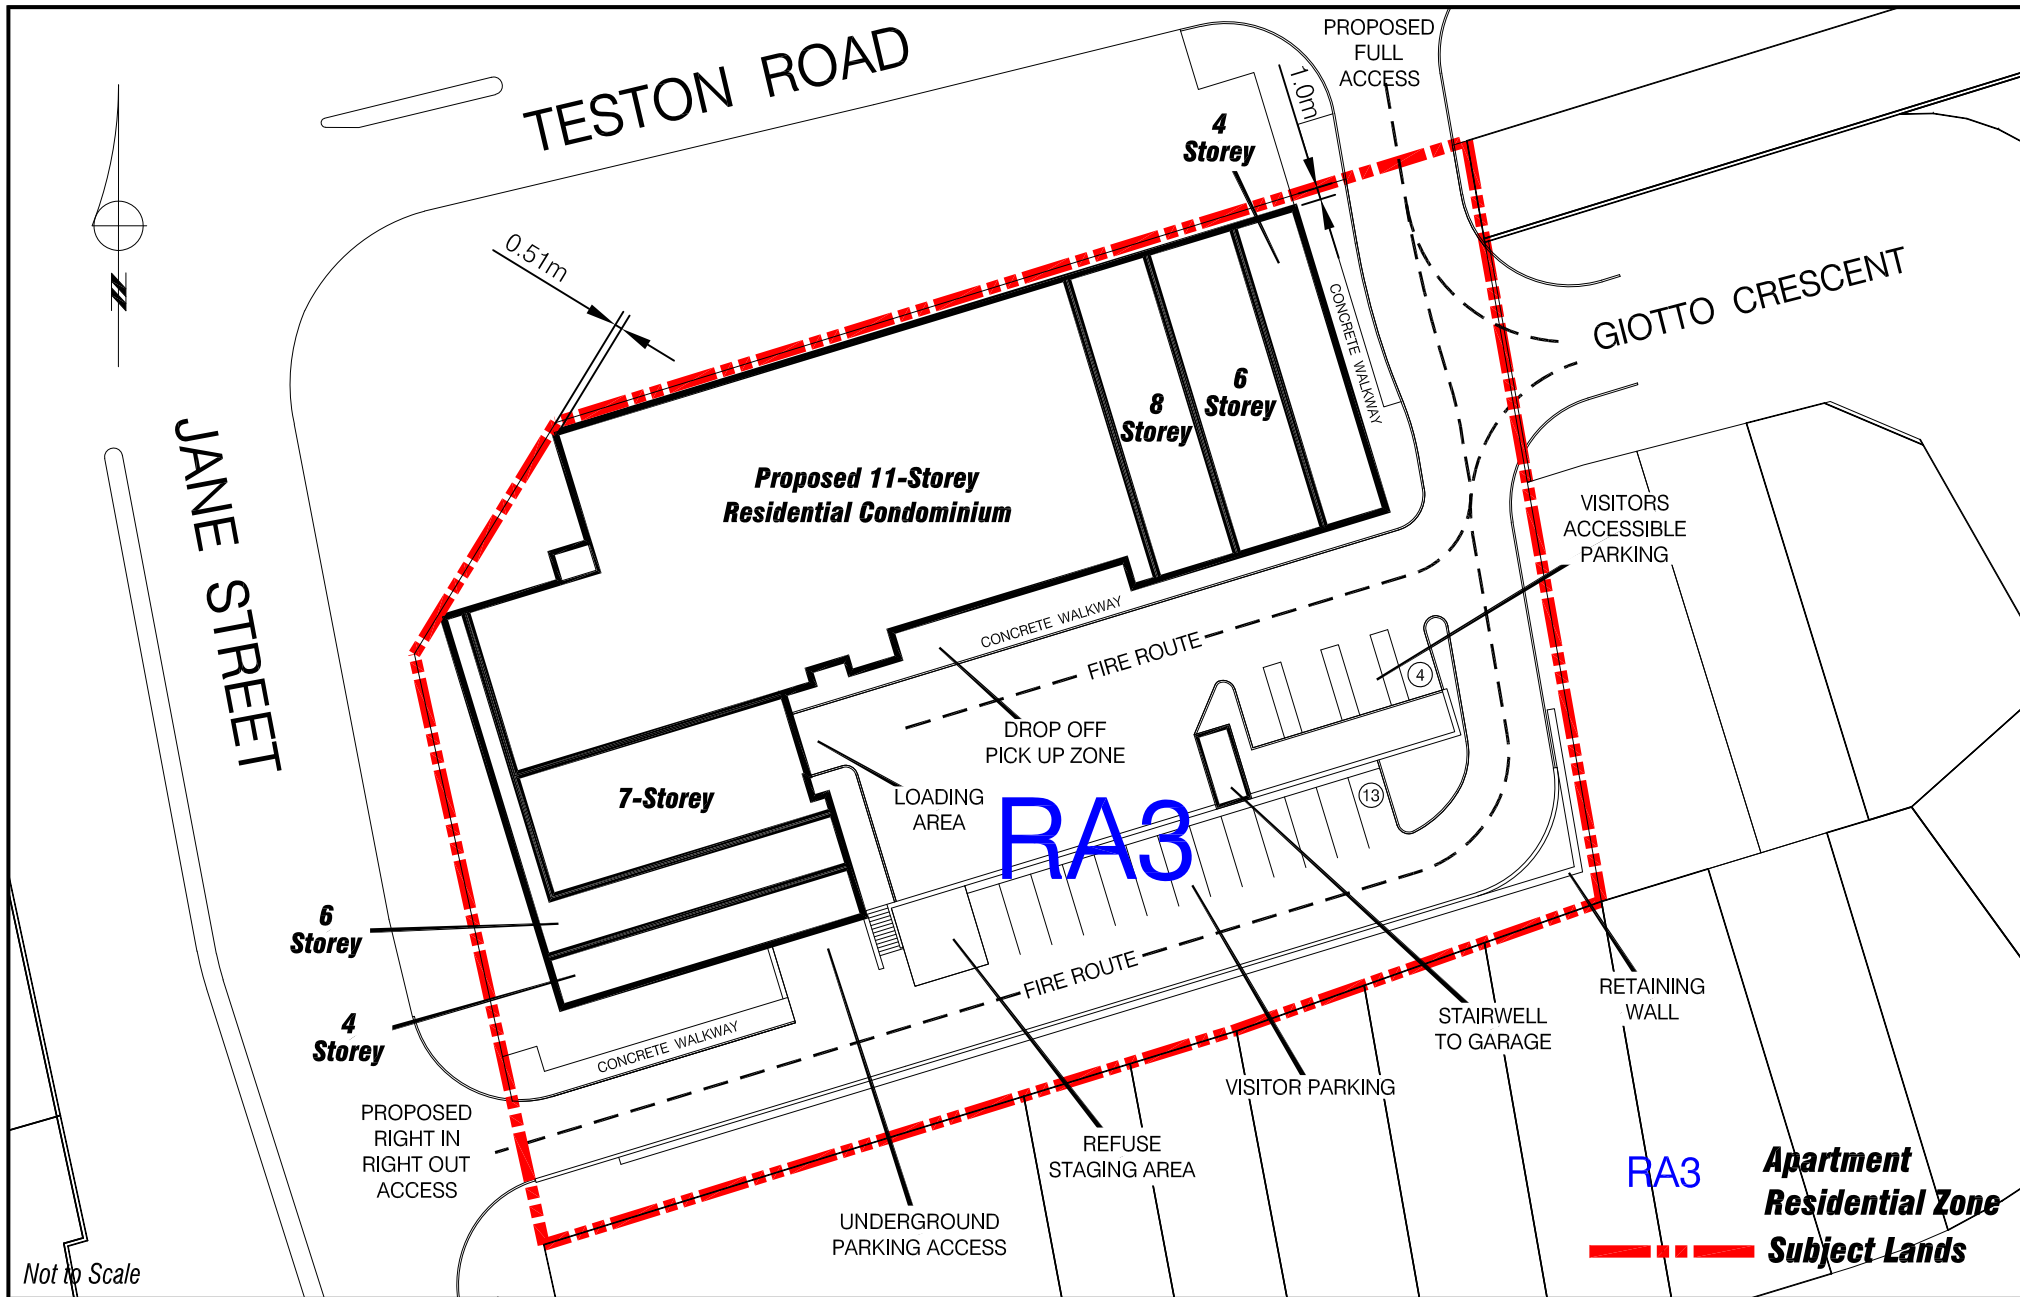 TESTON ROAD
PROPOSED
FULL
ACCESS
1.0m
4
Storey
0.51m
N
GIOTTO CRESCENT
CONCRETE WALKWAY
JANE STREET
8
Storey
6
Storey
Proposed 11-Storey
Residential Condominium
VISITORS
ACCESSIBLE
PARKING
CONCRETE WALKWAY
FIRE ROUTE
4
DROP OFF
PICK UP ZONE
7-Storey
LOADING
AREA
RA3
13
6
Storey
FIRE ROUTE
RETAINING
WALL
STAIRWELL
TO GARAGE
4
Storey
CONCRETE WALKWAY
VISITOR PARKING
PROPOSED
RIGHT IN
RIGHT OUT
ACCESS
REFUSE
STAGING AREA
UNDERGROUND
PARKING ACCESS
RA3
Apartment
Residential Zone
Subject Lands
Not to Scale